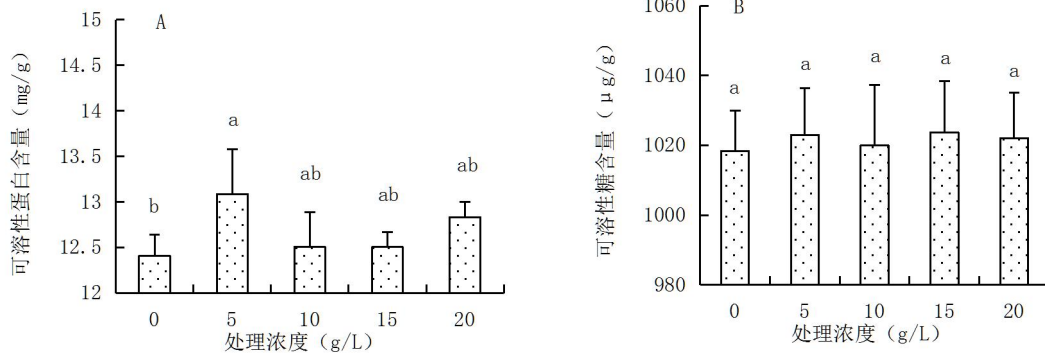 A
可溶性蛋白含量（mg/g）
15
14.5
14
13.5
13
12.5
12
b
a
ab
ab
ab
0 5 10 15 20
处理浓度（g/L）
B
可溶性糖含量（μg/g）
1060
1040
1020
1000
980
a
a
a
a
a
0 5 10 15 20
处理浓度（g/L）